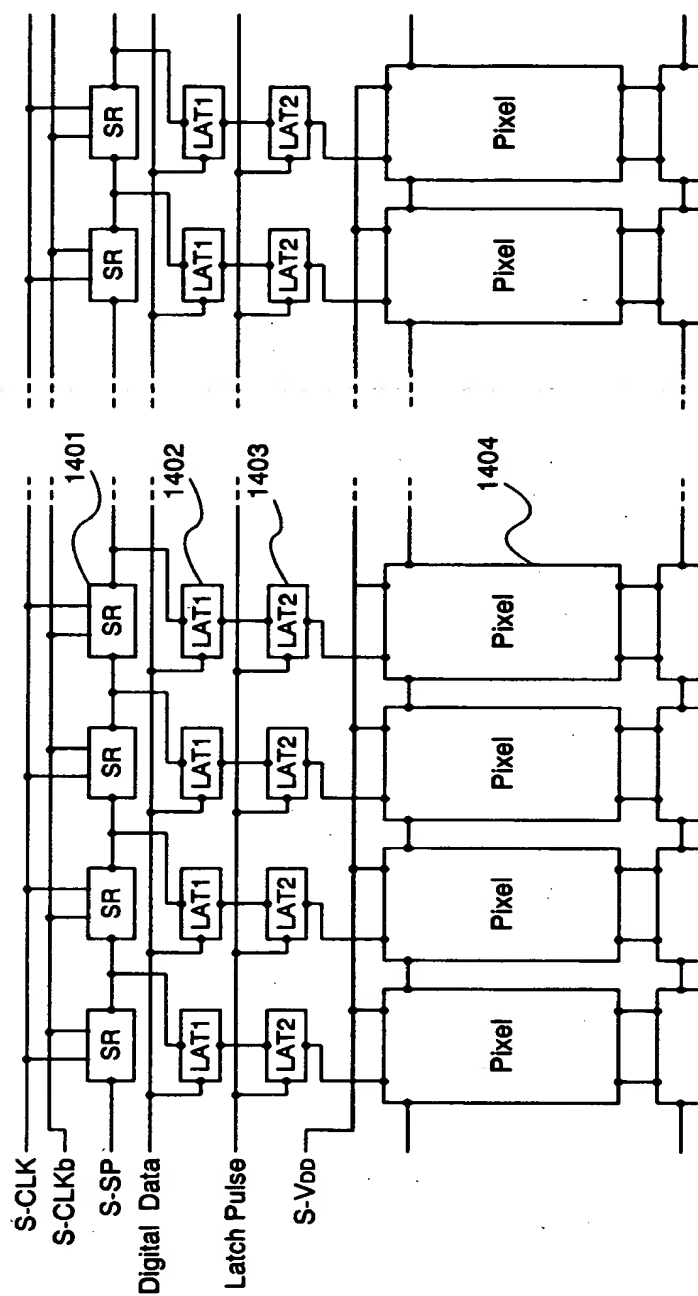 S-CLK
S-CLKb
S-SP
Digital Data
Latch Pulse
S-VDD
1401
1402
1403
1404
SR SR SR SR SR SR
LAT1 LAT1 LAT1 LAT1 LAT1 LAT1
LAT2 LAT2 LAT2 LAT2 LAT2 LAT2
Pixel Pixel Pixel Pixel Pixel Pixel